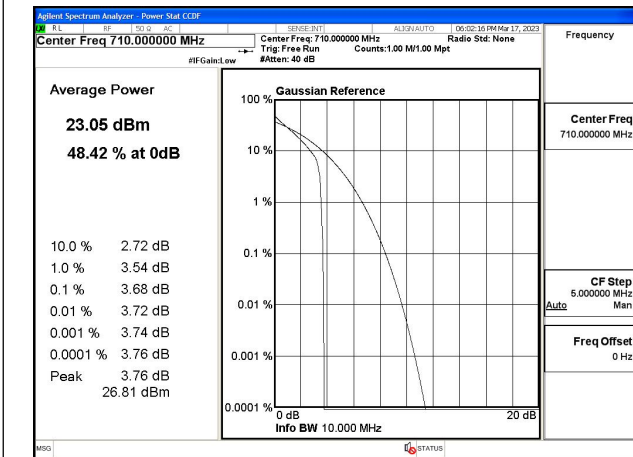 Agilent Spectrum Analyzer - Power Stat CCDF
LXI RL RF 50 Ω AC SENSE:INT ALIGNAUTO 06:02:16 PM Mar 17, 2023
Center Freq 710.000000 MHz
Center Freq: 710.000000 MHz Radio Std: None
Trig: Free Run Counts:1.00 M/1.00 Mpt
#IFGain:Low #Atten: 40 dB
Frequency
Average Power
23.05 dBm
48.42 % at 0dB
10.0 % 2.72 dB
1.0 % 3.54 dB
0.1 % 3.68 dB
0.01 % 3.72 dB
0.001 % 3.74 dB
0.0001 % 3.76 dB
Peak 3.76 dB
26.81 dBm
Gaussian Reference
100 %
10 %
1 %
0.1 %
0.01 %
0.001 %
0.0001 %
0 dB 20 dB
Info BW 10.000 MHz
Center Freq
710.000000 MHz
CF Step
5.000000 MHz
Auto Man
Freq Offset
0 Hz
MSG STATUS